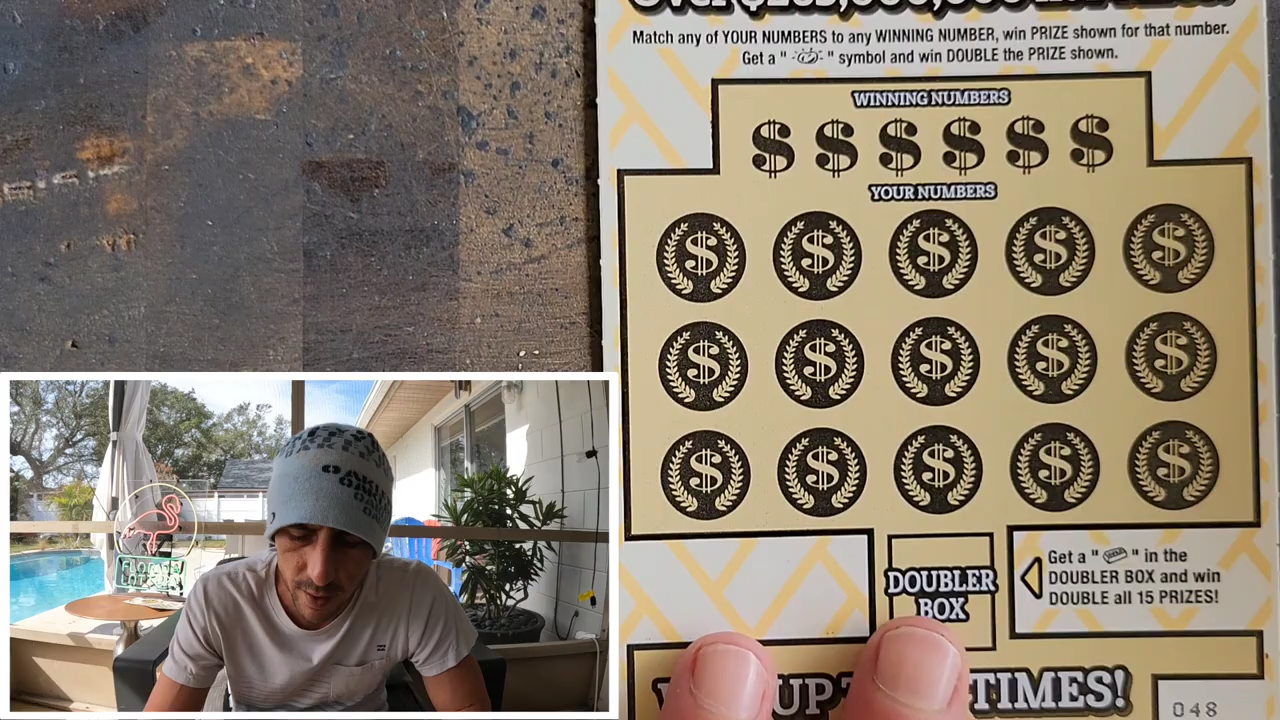 Match any of YOUR NUMBERS to any WINNING NUMBER, win PRIZE shown for that number.
Get a " " symbol and win DOUBLE the PRIZE shown.
WINNING NUMBERS
$ $ $ $ $ $
YOUR NUMBERS
$ $ $ $ $
$ $ $ $ $
$ $ $ $ $
DOUBLER
BOX
Get a " " in the
DOUBLER BOX and win
DOUBLE all 15 PRIZES!
UP TIMES!
048
OAKLEY